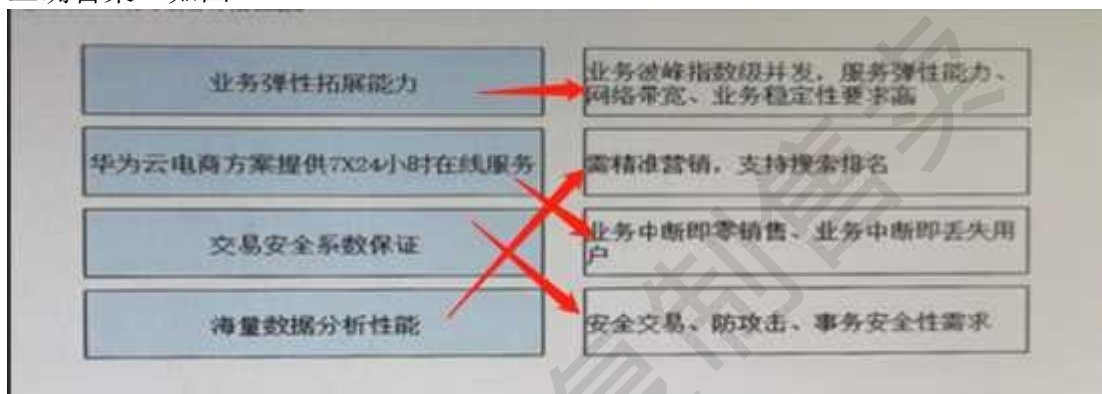 业务弹性拓展能力
业务波峰指数级并发，服务弹性能力、
网络带宽、业务稳定性要求高
华为云电商方案提供7X24小时在线服务
需精准营销，支持搜索排名
交易安全系数保证
业务中断即零销售、业务中断即丢失用
户
海量数据分析性能
安全交易、防攻击、事务安全性需求